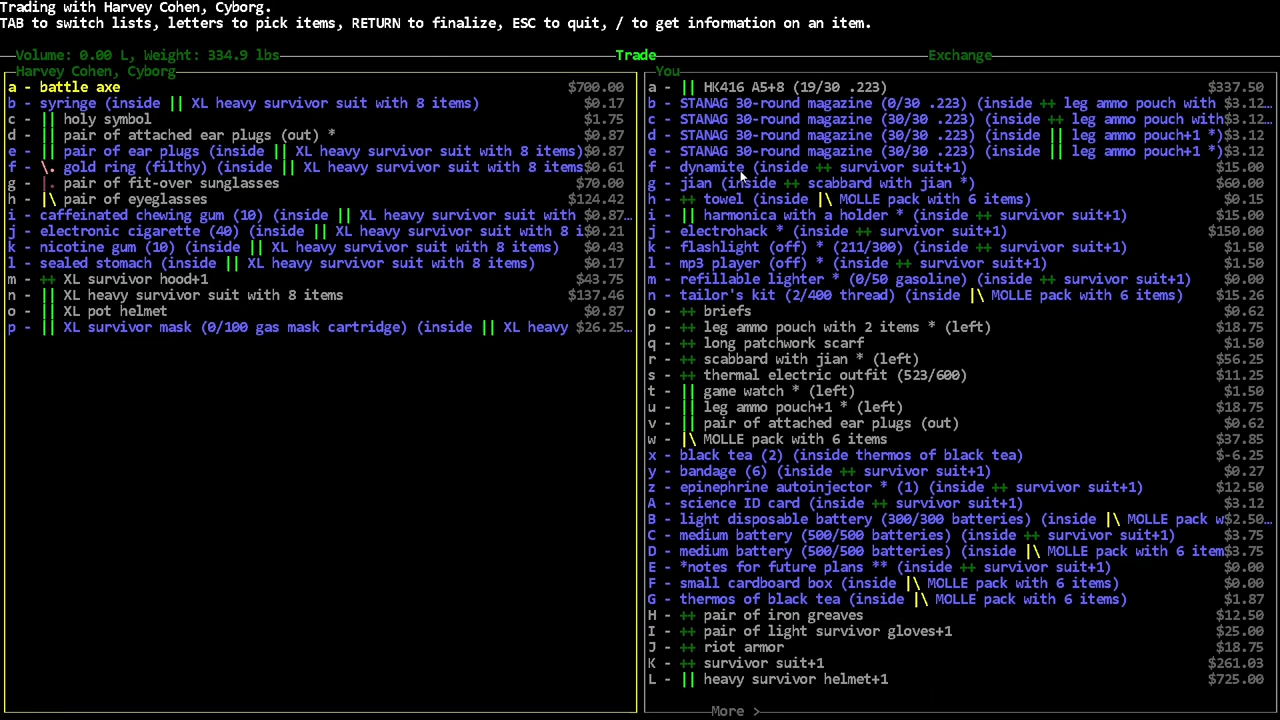 Trading with Harvey Cohen, Cyborg.
TAB to switch lists, letters to pick items, RETURN to finalize, ESC to quit, / to get information on an item.
Volume: 0.00 L, Weight: 334.9 lbs
Trade
Exchange
Harvey Cohen, Cyborg
a - battle axe $700.00
b - syringe (inside || XL heavy survivor suit with 8 items) $0.17
c - || holy symbol $1.75
d - || pair of attached ear plugs (out) * $0.87
e - || pair of ear plugs (inside || XL heavy survivor suit with 8 items) $0.87
f - \. gold ring (filthy) (inside || XL heavy survivor suit with 8 items) $0.61
g - |. pair of fit-over sunglasses $70.00
h - |\ pair of eyeglasses $124.42
i - caffeinated chewing gum (10) (inside || XL heavy survivor suit with $0.87…
j - electronic cigarette (40) (inside || XL heavy survivor suit with 8 i$0.21
k - nicotine gum (10) (inside || XL heavy survivor suit with 8 items) $0.43
l - sealed stomach (inside || XL heavy survivor suit with 8 items) $0.17
m - ++ XL survivor hood+1 $43.75
n - || XL heavy survivor suit with 8 items $137.46
o - || XL pot helmet $0.87
p - || XL survivor mask (0/100 gas mask cartridge) (inside || XL heavy $26.25…
You
a - || HK416 A5+8 (19/30 .223) $337.50
b - STANAG 30-round magazine (0/30 .223) (inside ++ leg ammo pouch with $3.12…
c - STANAG 30-round magazine (0/30 .223) (inside ++ leg ammo pouch with$3.12…
d - STANAG 30-round magazine (30/30 .223) (inside || leg ammo pouch+1 *)$3.12
e - STANAG 30-round magazine (30/30 .223) (inside || leg ammo pouch+1 *)$3.12
f - dynamite (inside ++ survivor suit+1) $15.00
g - jian (inside ++ scabbard with jian *) $60.00
h - ++ towel (inside |\ MOLLE pack with 6 items) $0.15
i - || harmonica with a holder * (inside ++ survivor suit+1) $15.00
j - electrohack * (inside ++ survivor suit+1) $150.00
k - flashlight (off) * (211/300) (inside ++ survivor suit+1) $1.50
l - mp3 player (off) * (inside ++ survivor suit+1) $1.50
m - refillable lighter * (0/50 gasoline) (inside ++ survivor suit+1) $0.00
n - tailor's kit (2/400 thread) (inside |\ MOLLE pack with 6 items) $15.26
o - ++ briefs $0.62
p - ++ leg ammo pouch with 2 items * (left) $18.75
q - ++ long patchwork scarf $1.50
r - ++ scabbard with jian * (left) $56.25
s - ++ thermal electric outfit (523/600) $11.25
t - || game watch * (left) $1.50
u - || leg ammo pouch+1 * (left) $18.75
v - || pair of attached ear plugs (out) $0.62
w - |\ MOLLE pack with 6 items $37.85
x - black tea (2) (inside thermos of black tea) $-6.25
y - bandage (6) (inside ++ survivor suit+1) $0.27
z - epinephrine autoinjector * (1) (inside ++ survivor suit+1) $12.50
A - science ID card (inside ++ survivor suit+1) $3.12
B - light disposable battery (300/300 batteries) (inside |\ MOLLE pack w$2.50…
C - medium battery (500/500 batteries) (inside ++ survivor suit+1) $3.75
D - medium battery (500/500 batteries) (inside |\ MOLLE pack with 6 item$3.75
E - *notes for future plans ** (inside ++ survivor suit+1) $0.00
F - small cardboard box (inside |\ MOLLE pack with 6 items) $0.00
G - thermos of black tea (inside |\ MOLLE pack with 6 items) $1.87
H - ++ pair of iron greaves $12.50
I - ++ pair of light survivor gloves+1 $25.00
J - ++ riot armor $18.75
K - ++ survivor suit+1 $261.03
L - || heavy survivor helmet+1 $725.00
More >